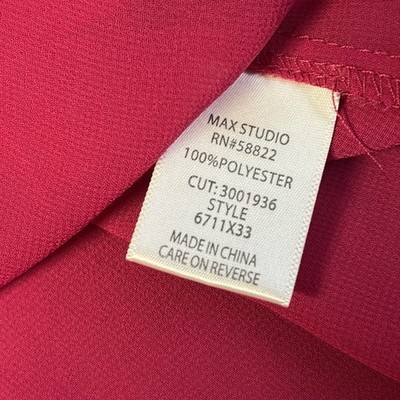 MAX STUDIO
RN#58822
100%POLYESTER
CUT: 3001936
STYLE
6711X33
MADE IN CHINA
CARE ON REVERSE